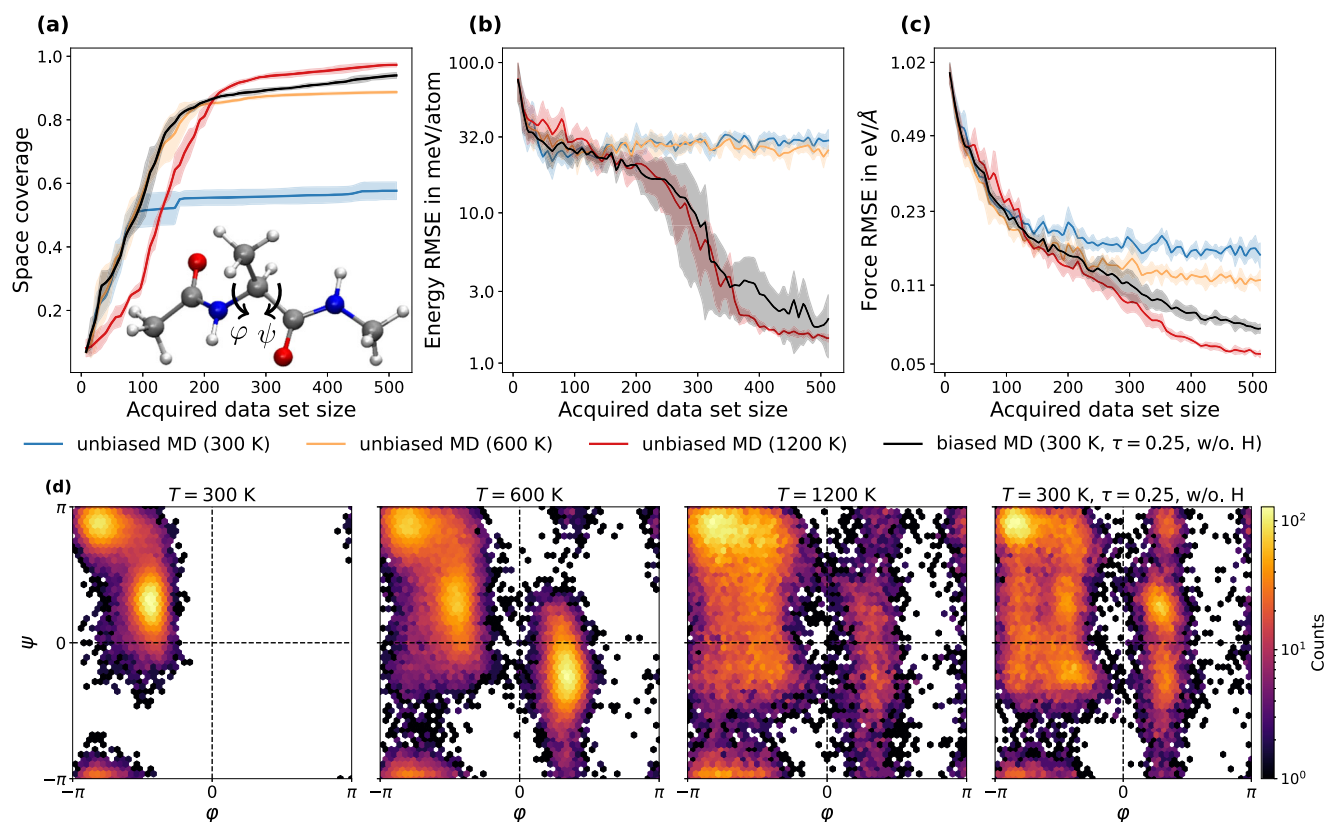 (a)
(b)
(c)
Space coverage
1.0
0.8
0.6
0.4
0.2
φ
ψ
0
100
200
300
400
500
Acquired data set size
Energy RMSE in meV/atom
100.0
32.0
10.0
3.0
1.0
0
100
200
300
400
500
Acquired data set size
Force RMSE in eV/Å
1.02
0.49
0.23
0.11
0.05
0
100
200
300
400
500
Acquired data set size
unbiased MD (300 K)
unbiased MD (600 K)
unbiased MD (1200 K)
biased MD (300 K, τ = 0.25, w/o. H)
(d)
T = 300 K
T = 600 K
T = 1200 K
T = 300 K, τ = 0.25, w/o. H
ψ
π
0
−π
−π
0
π
φ
−π
0
π
φ
−π
0
π
φ
−π
0
π
φ
10²
10¹
10⁰
Counts